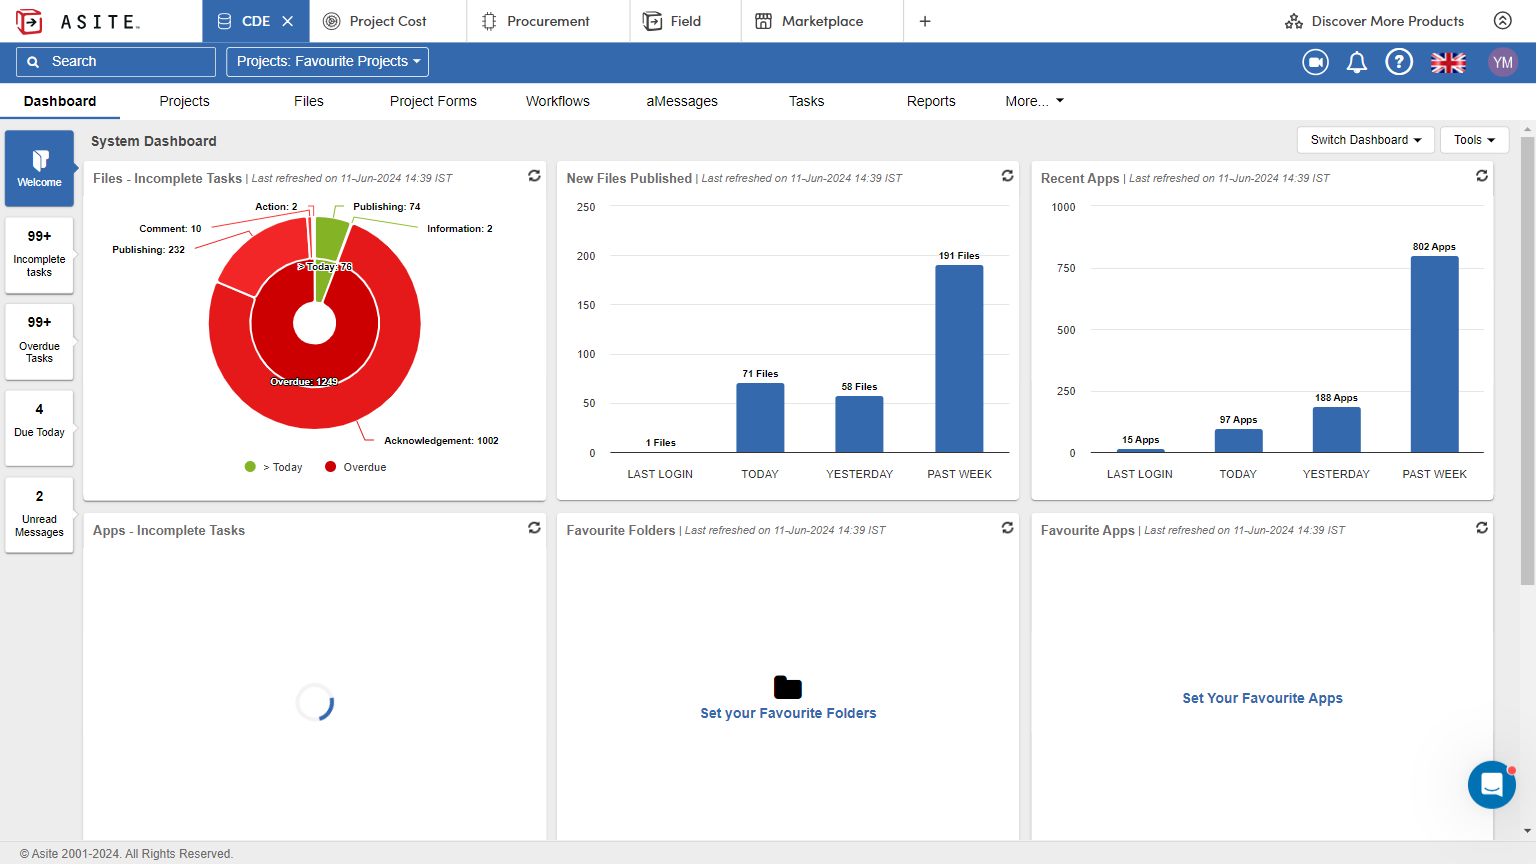 ASITE
CDE
Project Cost
Procurement
Field
Marketplace
Discover More Products
Search
Projects: Favourite Projects
YM
Dashboard
Projects
Files
Project Forms
Workflows
aMessages
Tasks
Reports
More...
Welcome
99+
Incomplete
tasks
99+
Overdue
Tasks
4
Due Today
2
Unread
Messages
System Dashboard
Switch Dashboard
Tools
Files - Incomplete Tasks | Last refreshed on 11-Jun-2024 14:39 IST
Action: 2
Publishing: 74
Comment: 10
Information: 2
Publishing: 232
> Today: 76
Overdue: 1249
Acknowledgement: 1002
> Today
Overdue
New Files Published | Last refreshed on 11-Jun-2024 14:39 IST
250
200
150
100
50
0
1 Files
71 Files
58 Files
191 Files
LAST LOGIN
TODAY
YESTERDAY
PAST WEEK
Recent Apps | Last refreshed on 11-Jun-2024 14:39 IST
1000
750
500
250
0
15 Apps
97 Apps
188 Apps
802 Apps
LAST LOGIN
TODAY
YESTERDAY
PAST WEEK
Apps - Incomplete Tasks
Favourite Folders | Last refreshed on 11-Jun-2024 14:39 IST
Set your Favourite Folders
Favourite Apps | Last refreshed on 11-Jun-2024 14:39 IST
Set Your Favourite Apps
© Asite 2001-2024. All Rights Reserved.